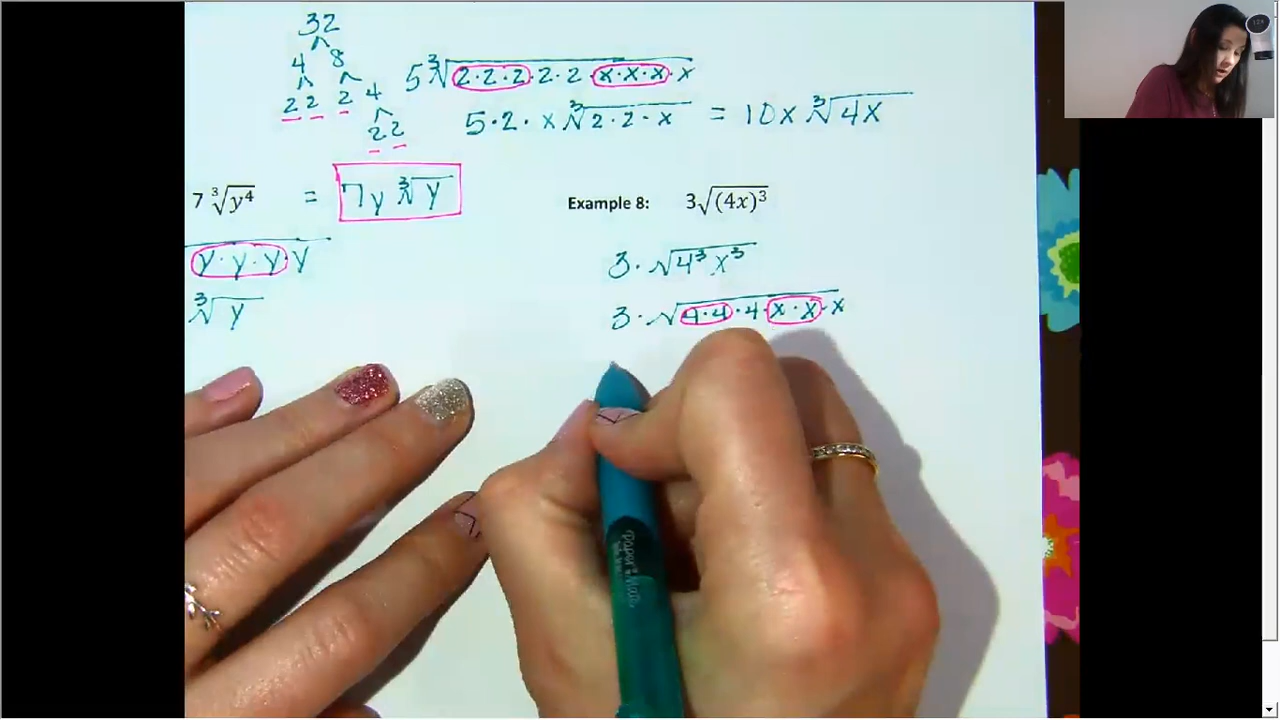 32
4 8
2 2 2 4
2 2
5∛(2·2·2·2·2·x·x·x·x)
5·2·x∛(2·2·x) = 10x∛(4x)
7∛(y⁴) = 7y∛y
y·y·y·y
∛y
Example 8: 3√((4x)³)
3·√(4³x³)
3·√(4·4·4·x·x·x)
Paper Mate